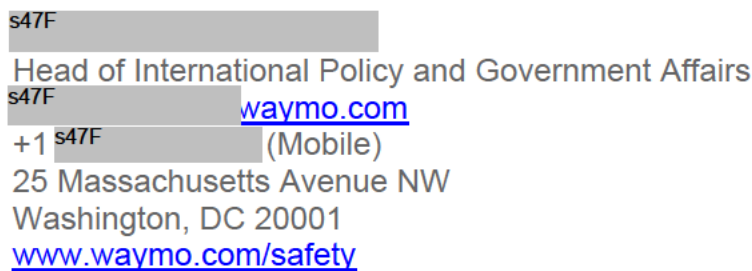 s47F
Head of International Policy and Government Affairs
s47F waymo.com
+1 s47F (Mobile)
25 Massachusetts Avenue NW
Washington, DC 20001
www.waymo.com/safety